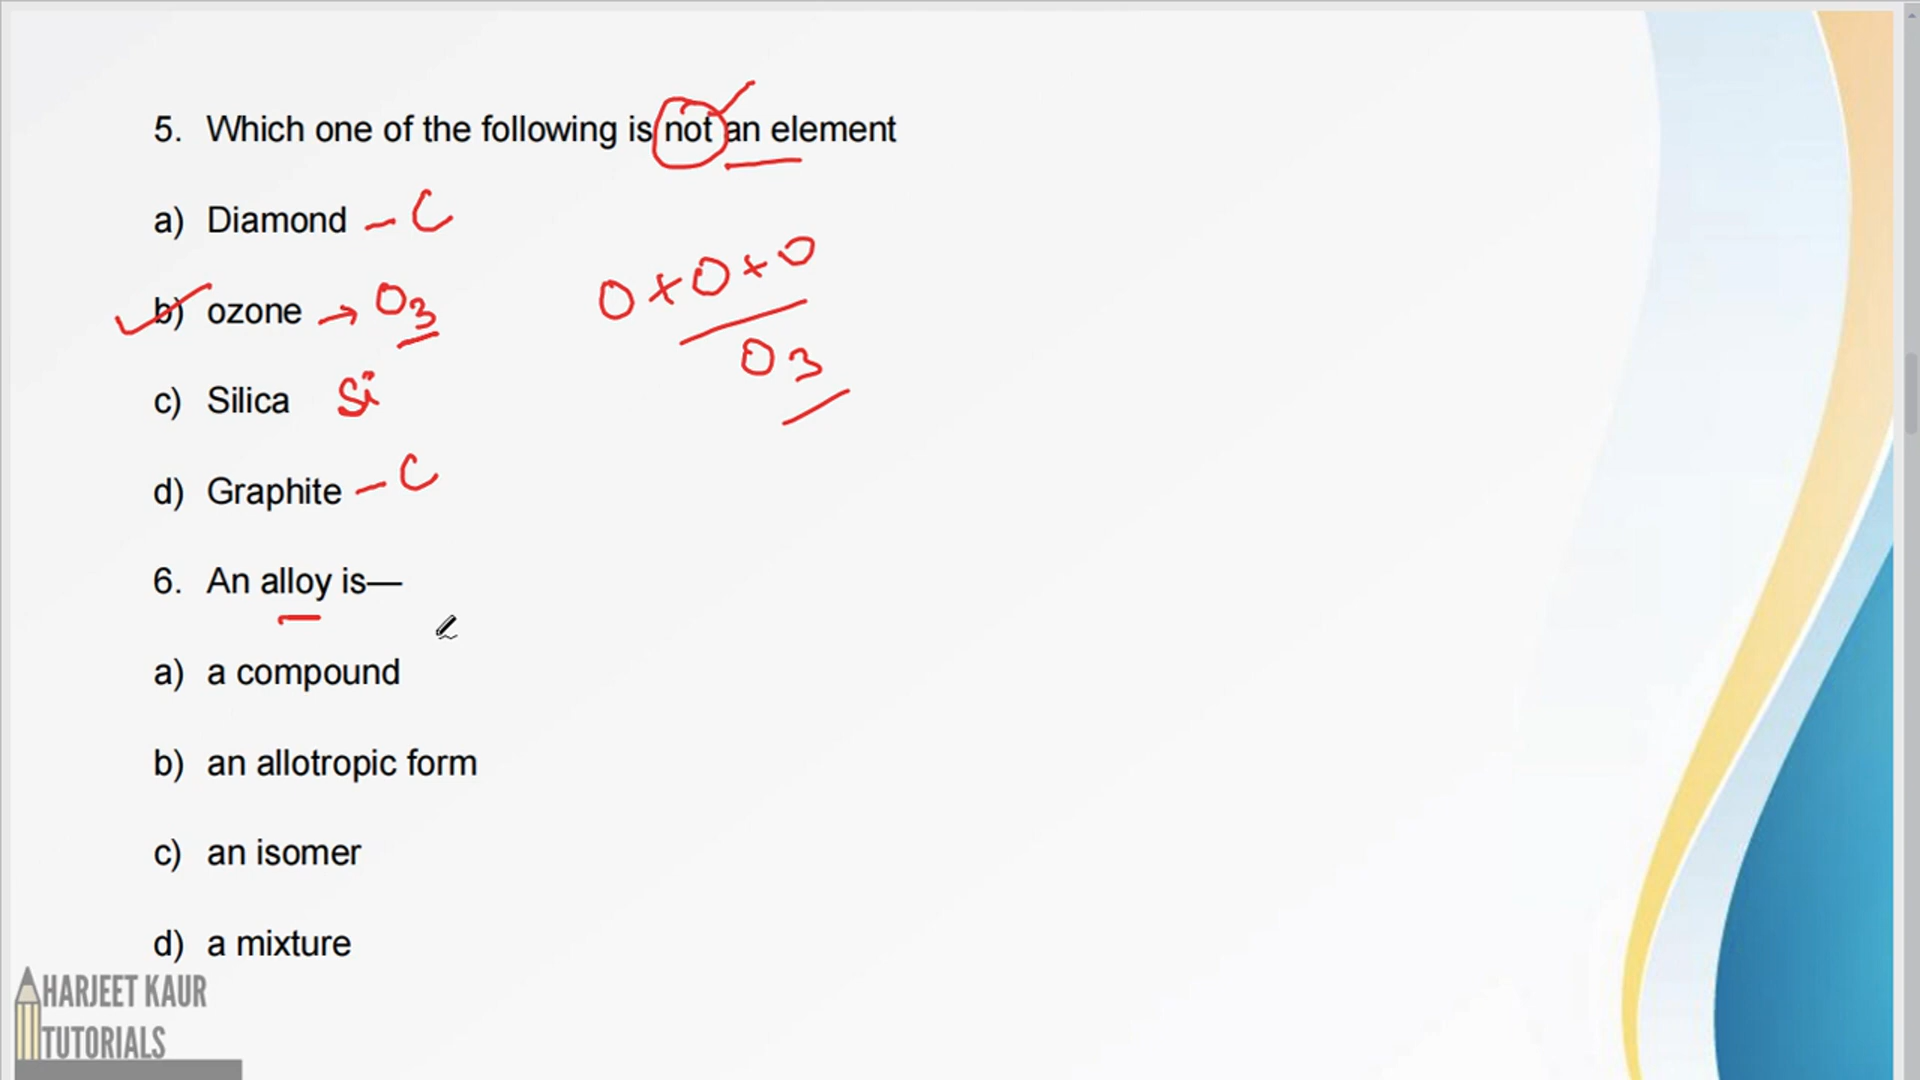 5. Which one of the following is not an element
a) Diamond – C
b) ozone → O3
O + O + O
O3
c) Silica Si
d) Graphite – C
6. An alloy is—
a) a compound
b) an allotropic form
c) an isomer
d) a mixture
HARJEET KAUR
TUTORIALS